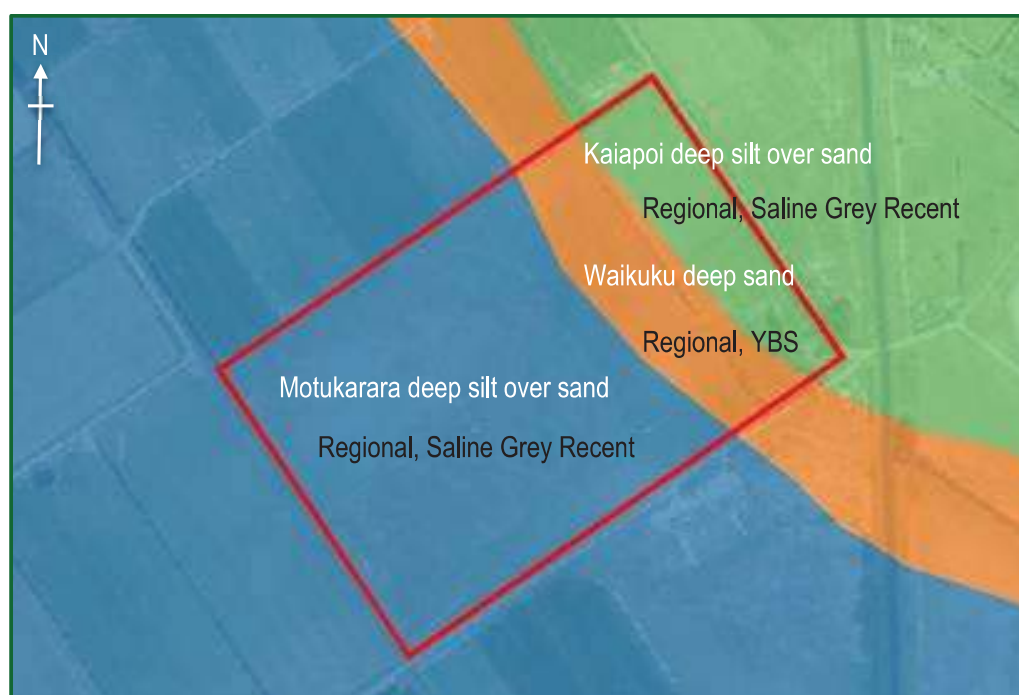 N
Kaiapoi deep silt over sand
Regional, Saline Grey Recent
Waikuku deep sand
Regional, YBS
Motukarara deep silt over sand
Regional, Saline Grey Recent